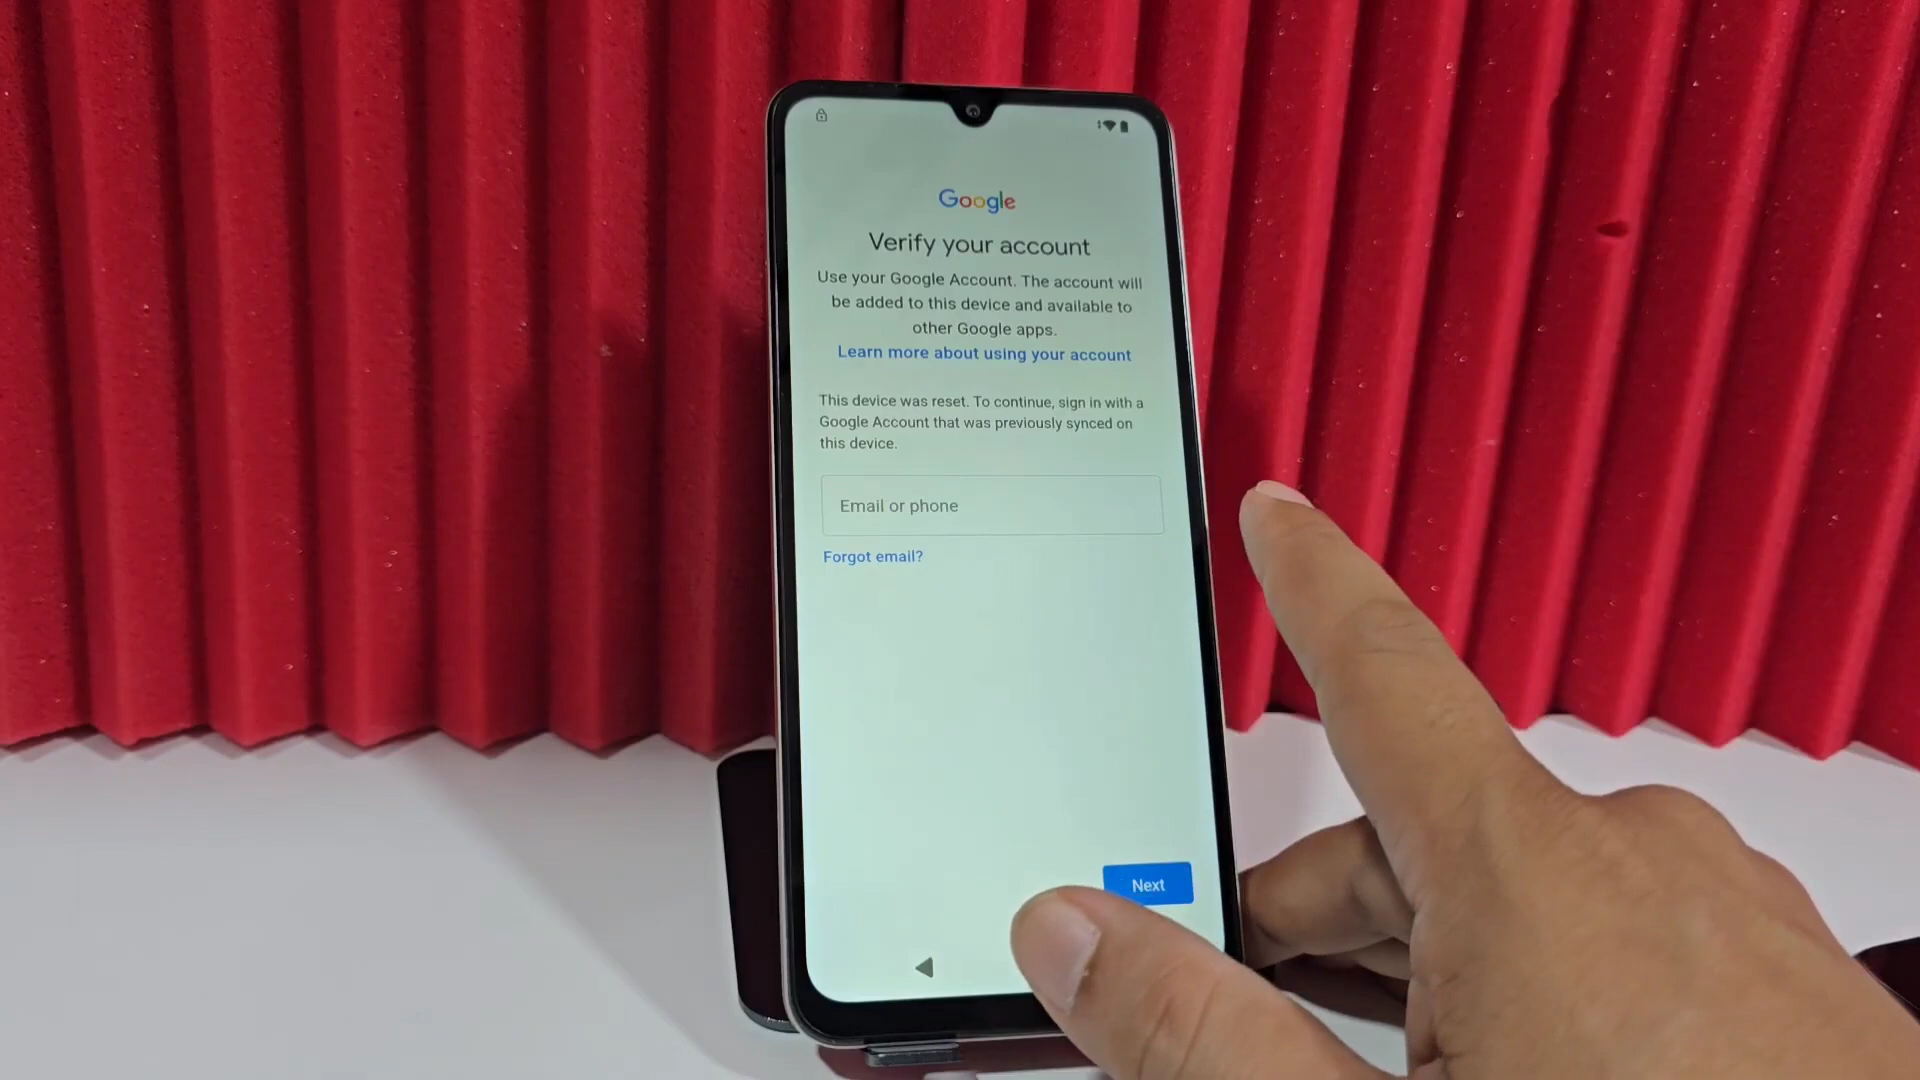 Google
Verify your account
Use your Google Account. The account will
be added to this device and available to
other Google apps.
Learn more about using your account
This device was reset. To continue, sign in with a
Google Account that was previously synced on
this device.
Email or phone
Forgot email?
Next